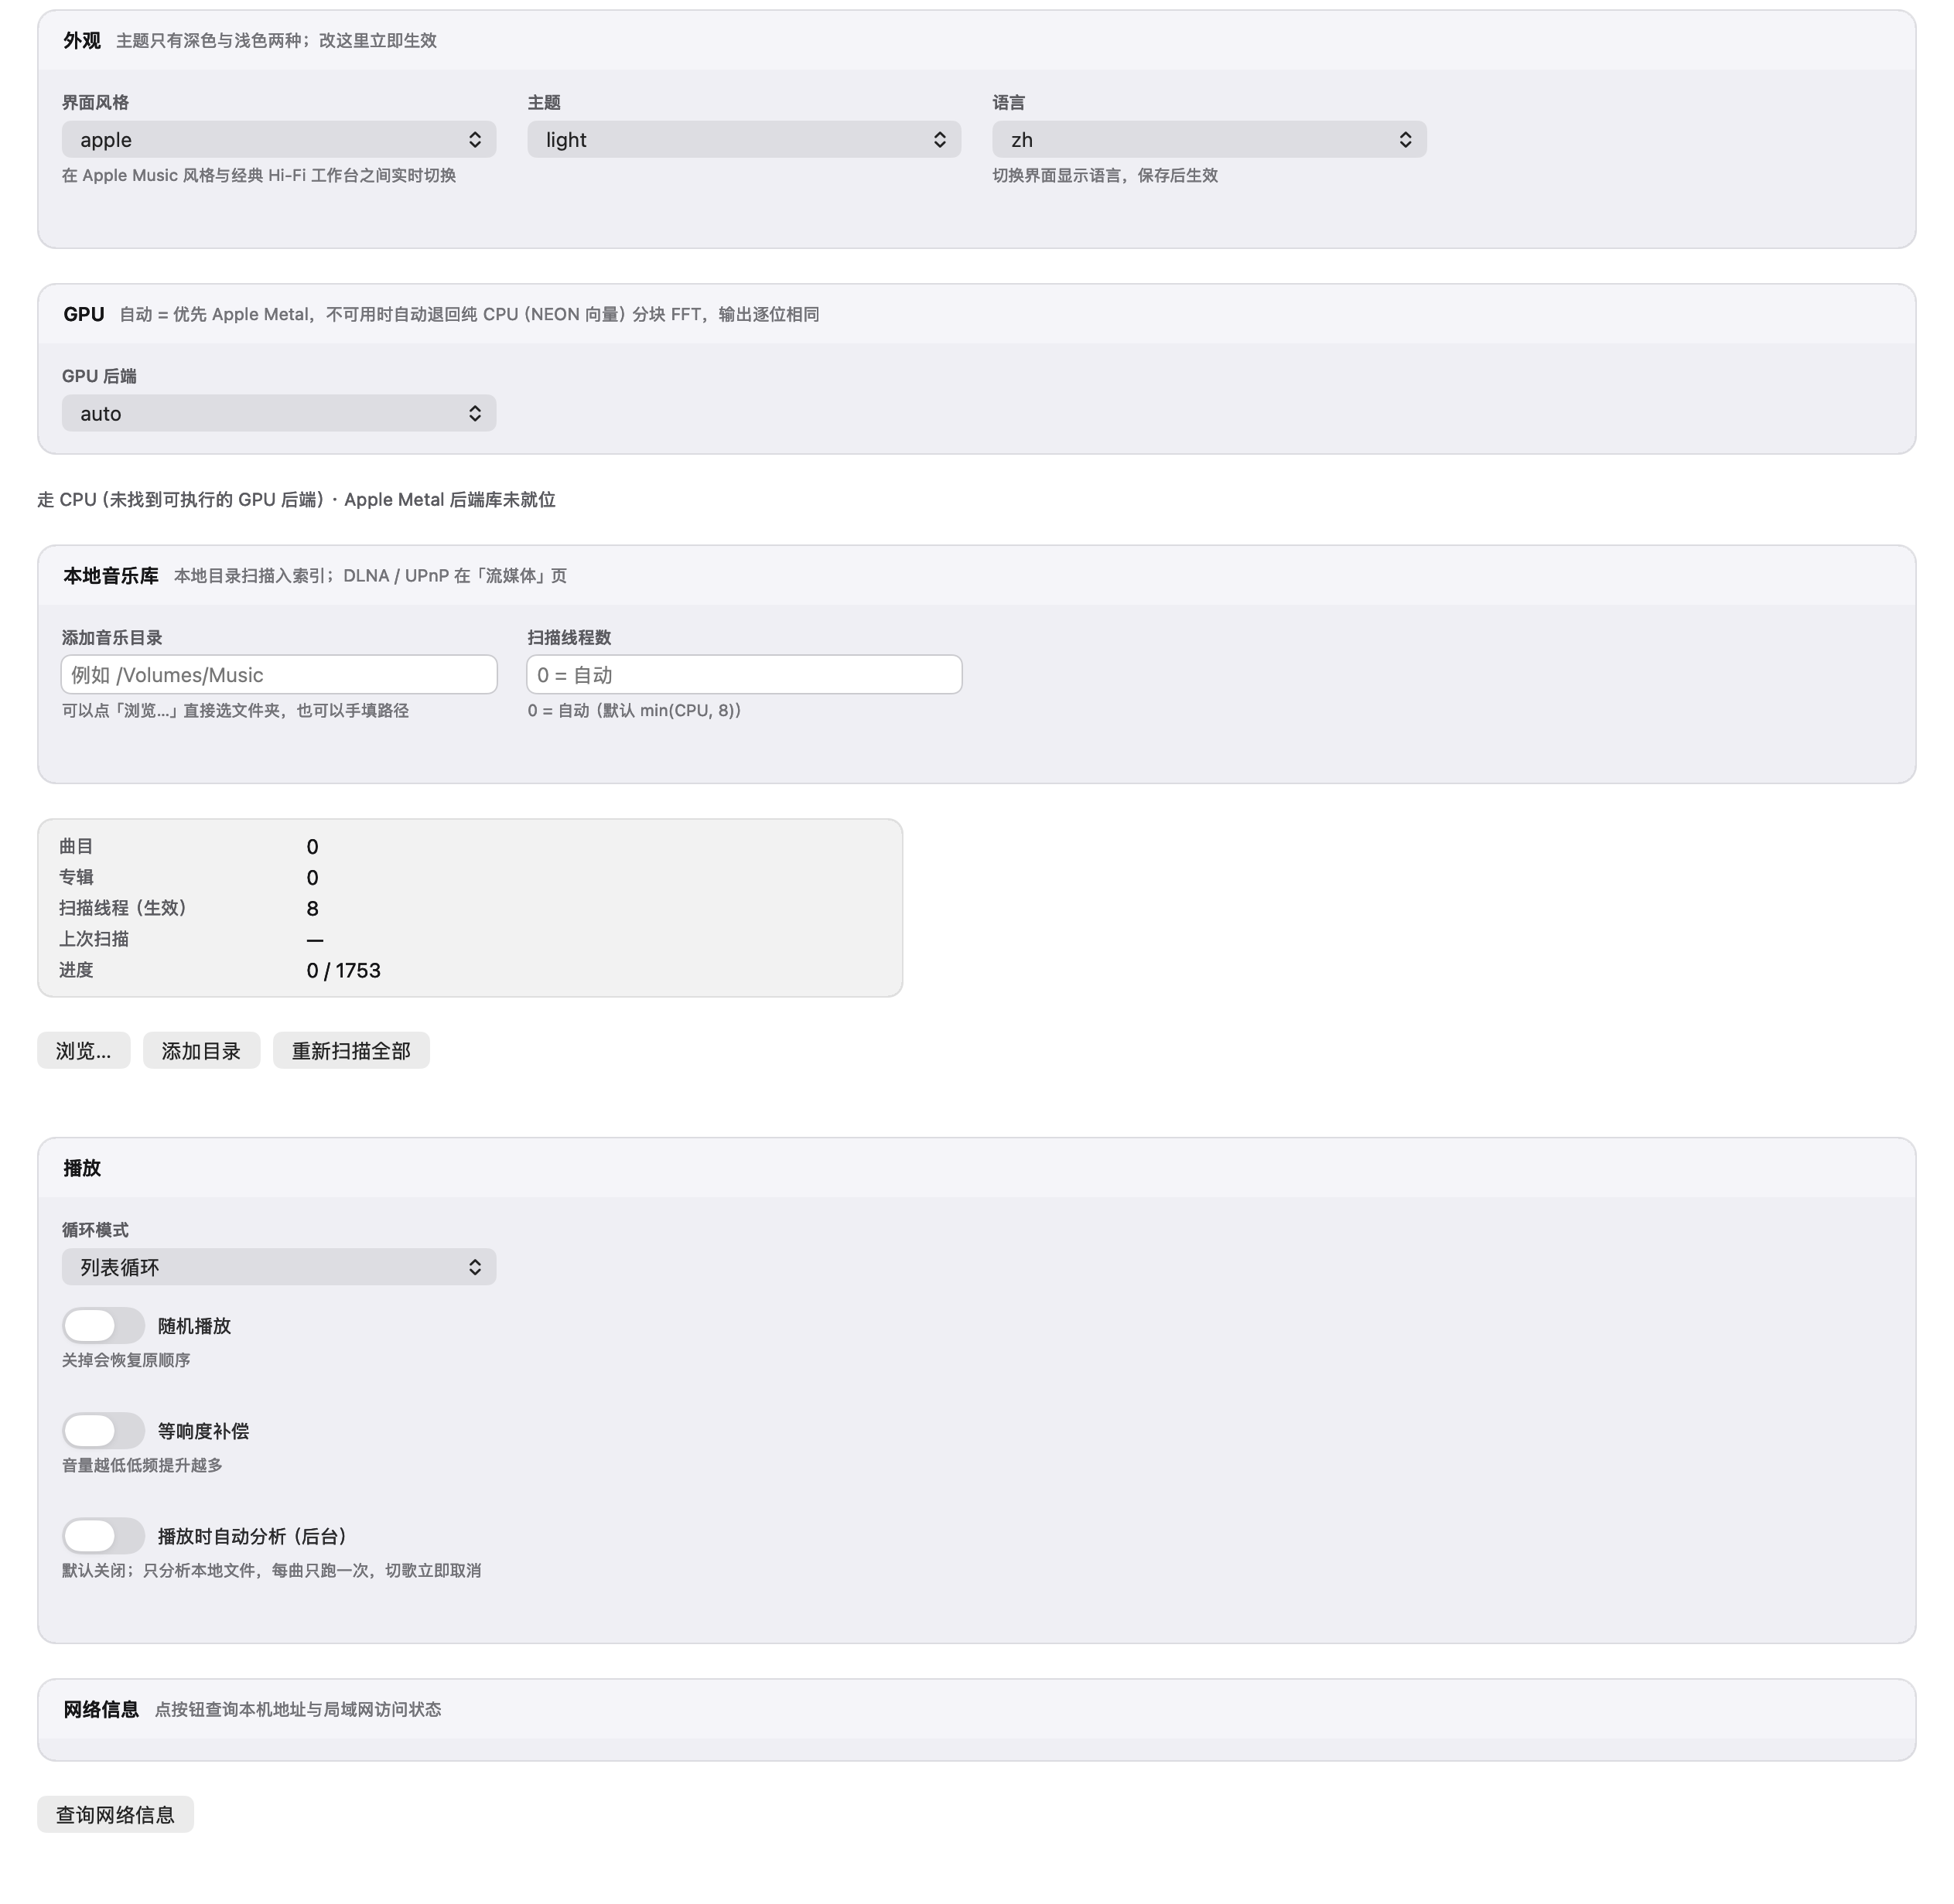 外观 主题只有深色与浅色两种；改这里立即生效
界面风格 主题 语言
apple light zh
在 Apple Music 风格与经典 Hi-Fi 工作台之间实时切换 切换界面显示语言，保存后生效
GPU 自动 = 优先 Apple Metal，不可用时自动退回纯 CPU（NEON 向量）分块 FFT，输出逐位相同
GPU 后端
auto
走 CPU（未找到可执行的 GPU 后端）· Apple Metal 后端库未就位
本地音乐库 本地目录扫描入索引；DLNA / UPnP 在「流媒体」页
添加音乐目录 扫描线程数
例如 /Volumes/Music 0 = 自动
可以点「浏览…」直接选文件夹，也可以手填路径 0 = 自动（默认 min(CPU, 8)）
曲目 0
专辑 0
扫描线程（生效） 8
上次扫描 —
进度 0 / 1753
浏览… 添加目录 重新扫描全部
播放
循环模式
列表循环
随机播放
关掉会恢复原顺序
等响度补偿
音量越低低频提升越多
播放时自动分析（后台）
默认关闭；只分析本地文件，每曲只跑一次，切歌立即取消
网络信息 点按钮查询本机地址与局域网访问状态
查询网络信息